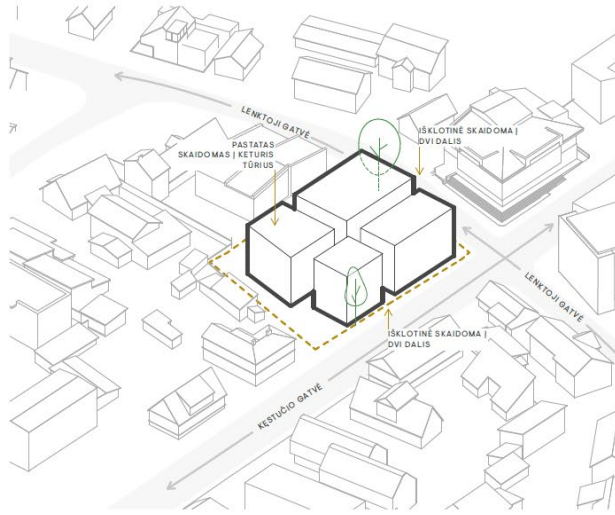 LENKTOJI GATVĖ
IŠKLOTINĖ SKAIDOMA Į
DVI DALIS
PASTATAS
SKAIDOMAS Į KETURIS
TŪRIUS
LENKTOJI GATVĖ
IŠKLOTINĖ SKAIDOMA Į
DVI DALIS
KĘSTUČIO GATVĖ